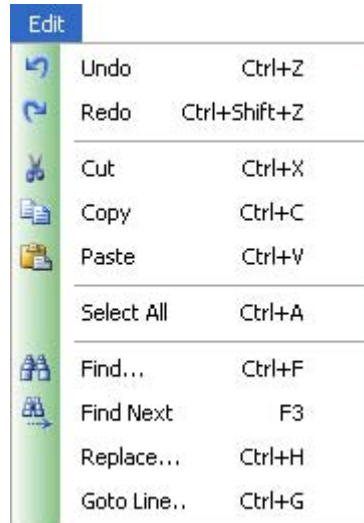 Edit
Undo Ctrl+Z
Redo Ctrl+Shift+Z
Cut Ctrl+X
Copy Ctrl+C
Paste Ctrl+V
Select All Ctrl+A
Find... Ctrl+F
Find Next F3
Replace... Ctrl+H
Goto Line.. Ctrl+G